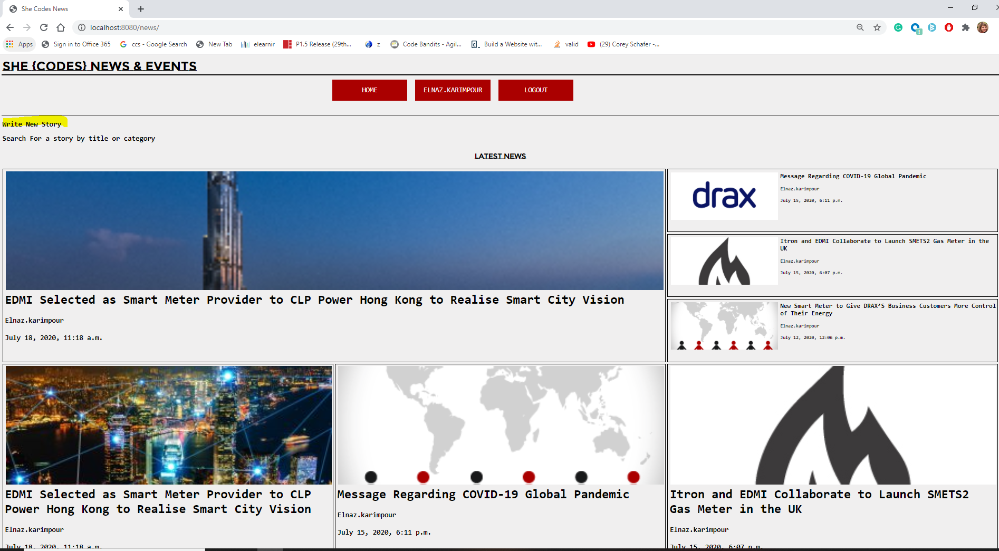 She Codes News
localhost:8080/news/
Apps
Sign in to Office 365
ccs - Google Search
New Tab
elearnir
P1.5 Release (29th...
z
Code Bandits - Agil...
Build a Website wit...
valid
(29) Corey Schafer -...
SHE {CODES} NEWS & EVENTS
HOME
ELNAZ.KARIMPOUR
LOGOUT
Write New Story
Search For a story by title or category
LATEST NEWS
EDMI Selected as Smart Meter Provider to CLP Power Hong Kong to Realise Smart City Vision
Elnaz.karimpour
July 18, 2020, 11:18 a.m.
drax
Message Regarding COVID-19 Global Pandemic
Elnaz.karimpour
July 15, 2020, 6:11 p.m.
Itron and EDMI Collaborate to Launch SMETS2 Gas Meter in the
UK
Elnaz.karimpour
July 15, 2020, 6:07 p.m.
New Smart Meter to Give DRAX’S Business Customers More Control
of Their Energy
Elnaz.karimpour
July 12, 2020, 12:06 p.m.
EDMI Selected as Smart Meter Provider to CLP
Power Hong Kong to Realise Smart City Vision
Elnaz.karimpour
July 18, 2020, 11:18 a.m.
Message Regarding COVID-19 Global Pandemic
Elnaz.karimpour
July 15, 2020, 6:11 p.m.
Itron and EDMI Collaborate to Launch SMETS2
Gas Meter in the UK
Elnaz.karimpour
July 15, 2020, 6:07 p.m.